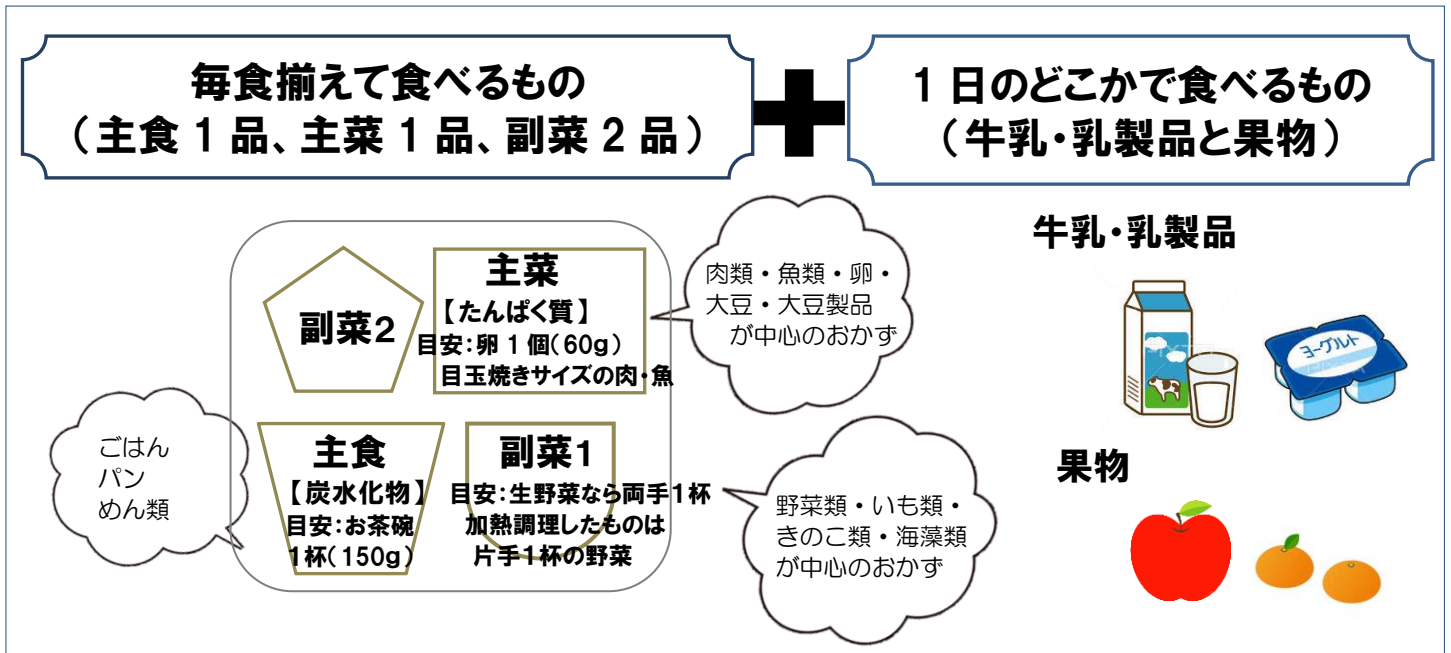 毎食揃えて食べるもの
（主食１品、主菜１品、副菜２品）
１日のどこかで食べるもの
（牛乳・乳製品と果物）
副菜２
主菜
【たんぱく質】
目安：卵１個（60g）
目玉焼きサイズの肉・魚
肉類・魚類・卵・
大豆・大豆製品
が中心のおかず
主食
【炭水化物】
目安：お茶碗
１杯（150g）
ごはん
パン
めん類
副菜１
目安：生野菜なら両手１杯
加熱調理したものは
片手１杯の野菜
野菜類・いも類・
きのこ類・海藻類
が中心のおかず
牛乳・乳製品
ヨーグルト
果物